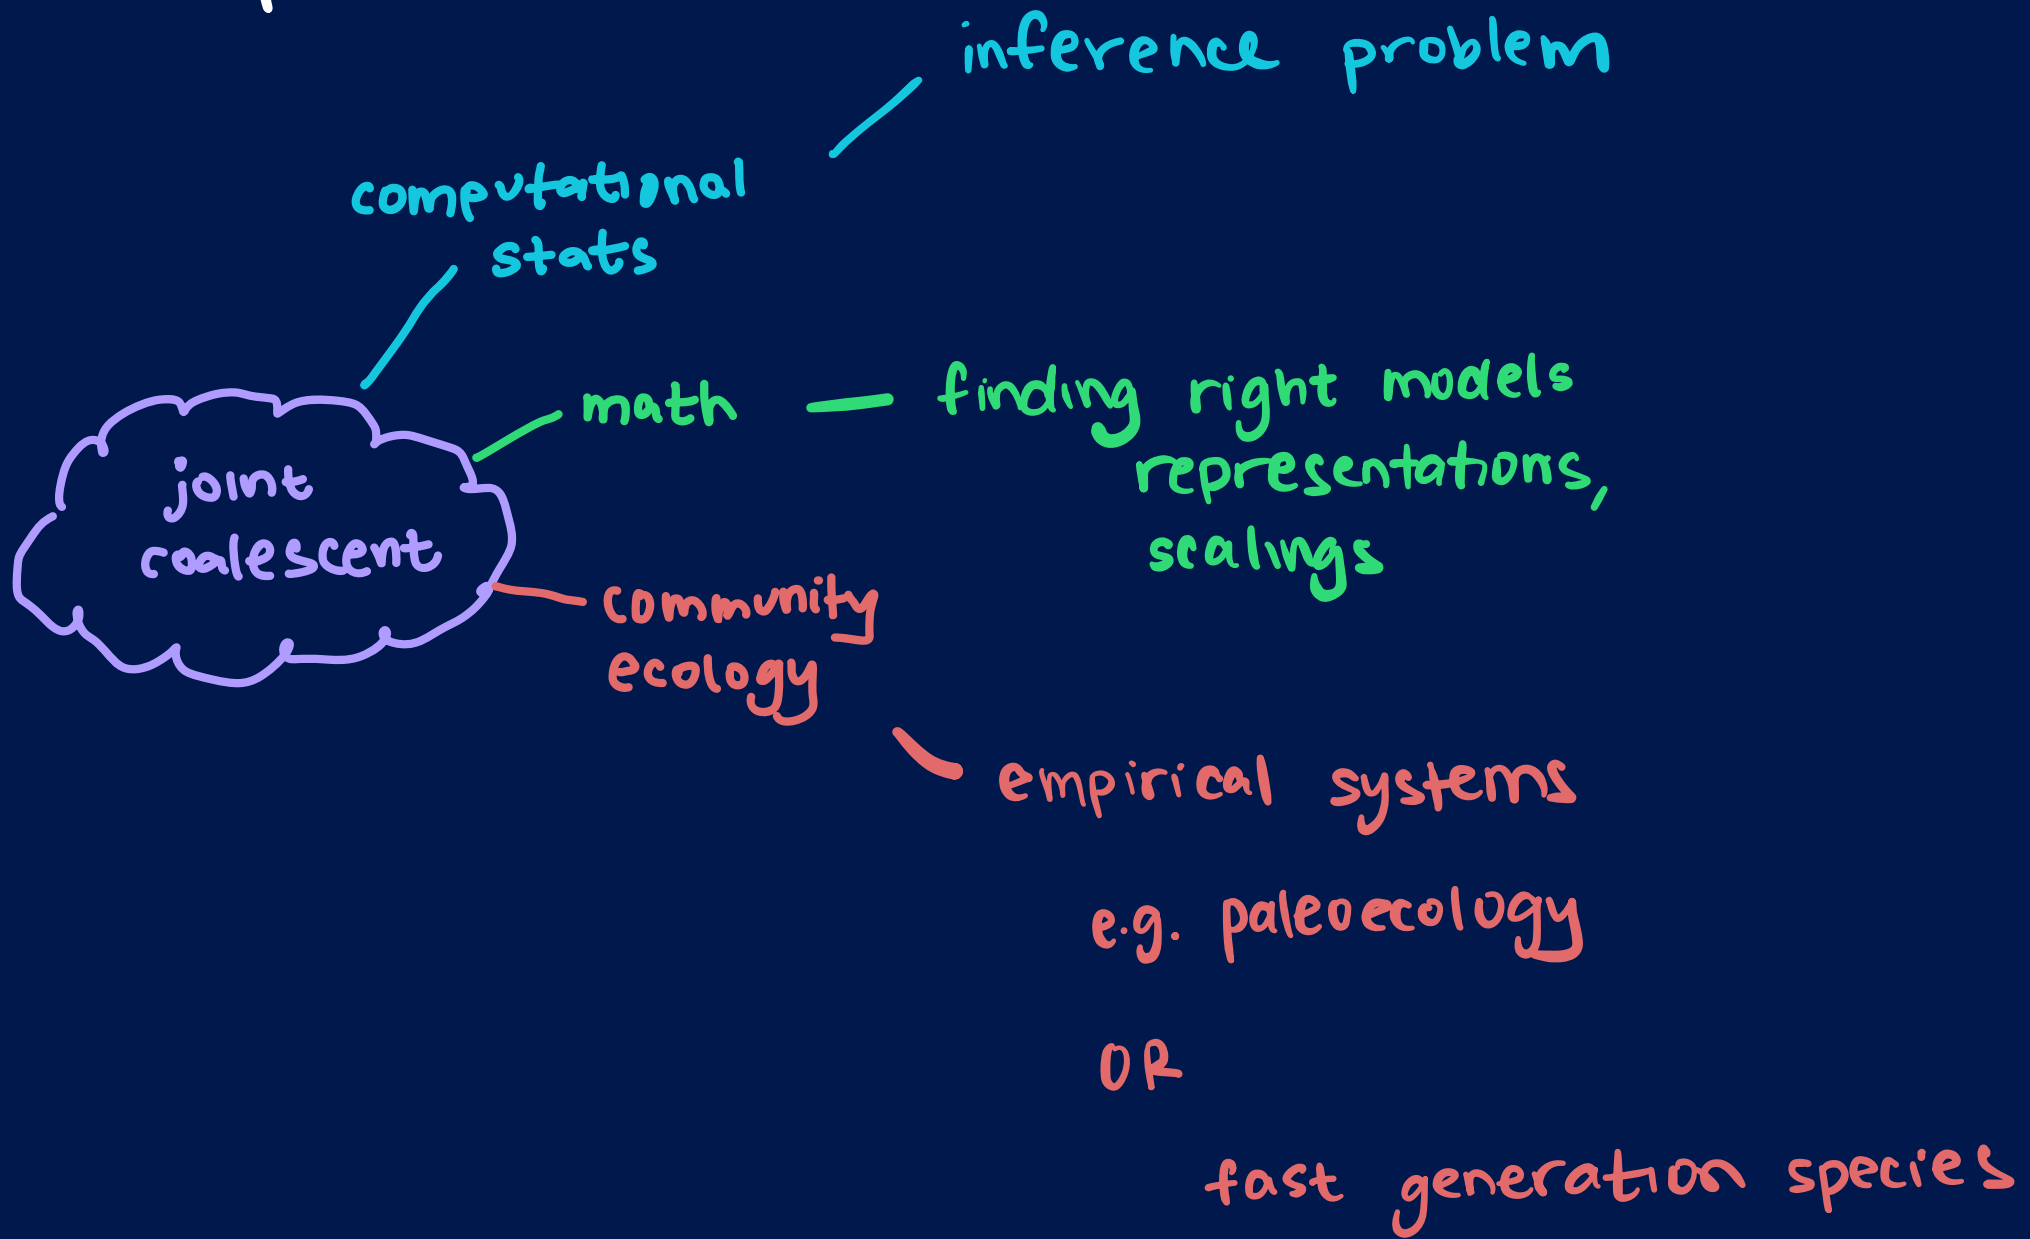 inference problem
computational
stats
math
finding right models
representations,
scalings
joint
coalescent
community
ecology
empirical systems
e.g. paleoecology
OR
fast generation species